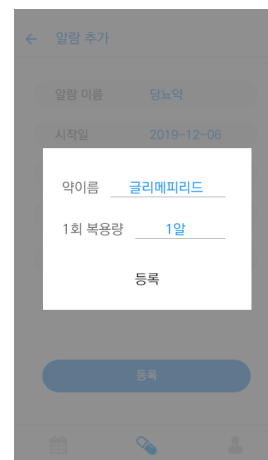 알람 추가
알람 이름 당뇨약
시작일 2019-12-06
약이름 글리메피리드
1회 복용량 1알
등록
등록